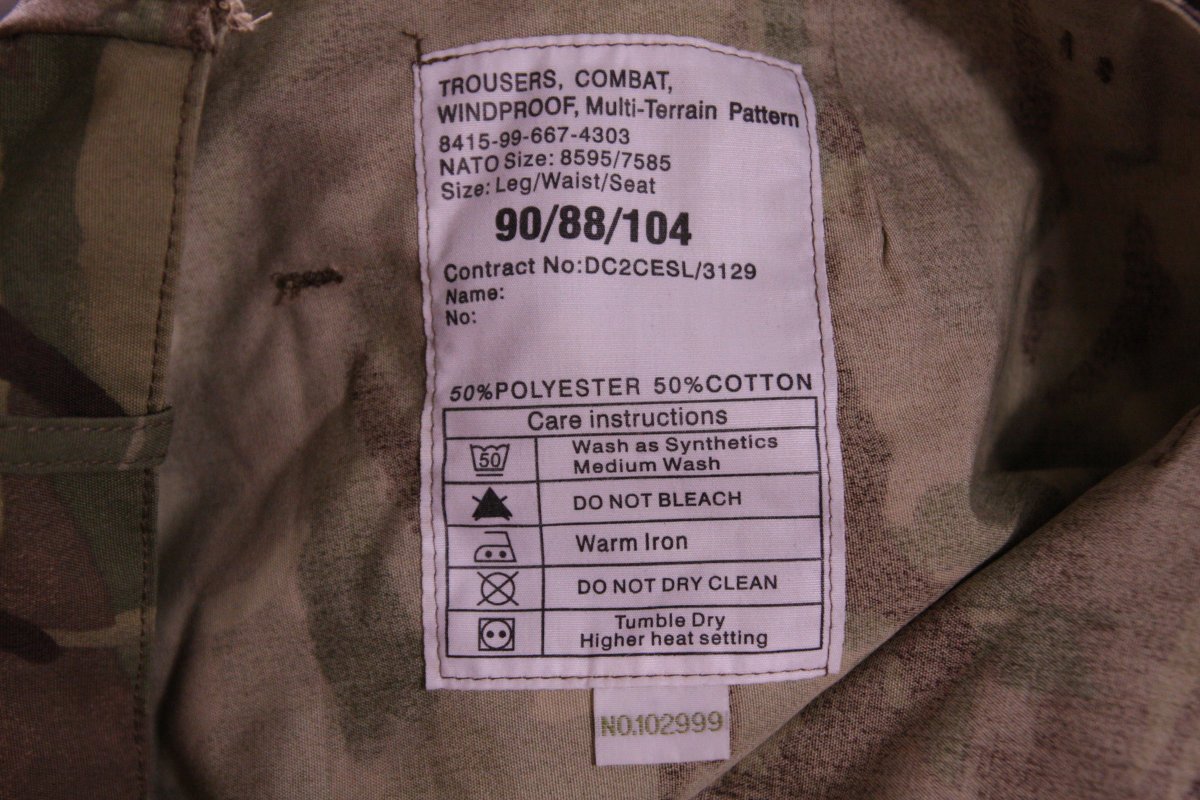 TROUSERS, COMBAT,
WINDPROOF, Multi-Terrain Pattern
8415-99-667-4303
NATO Size: 8595/7585
Size: Leg/Waist/Seat
90/88/104
Contract No:DC2CESL/3129
Name:
No:
50%POLYESTER 50%COTTON
Care instructions
50
Wash as Synthetics
Medium Wash
DO NOT BLEACH
Warm Iron
DO NOT DRY CLEAN
Tumble Dry
Higher heat setting
NO.102999